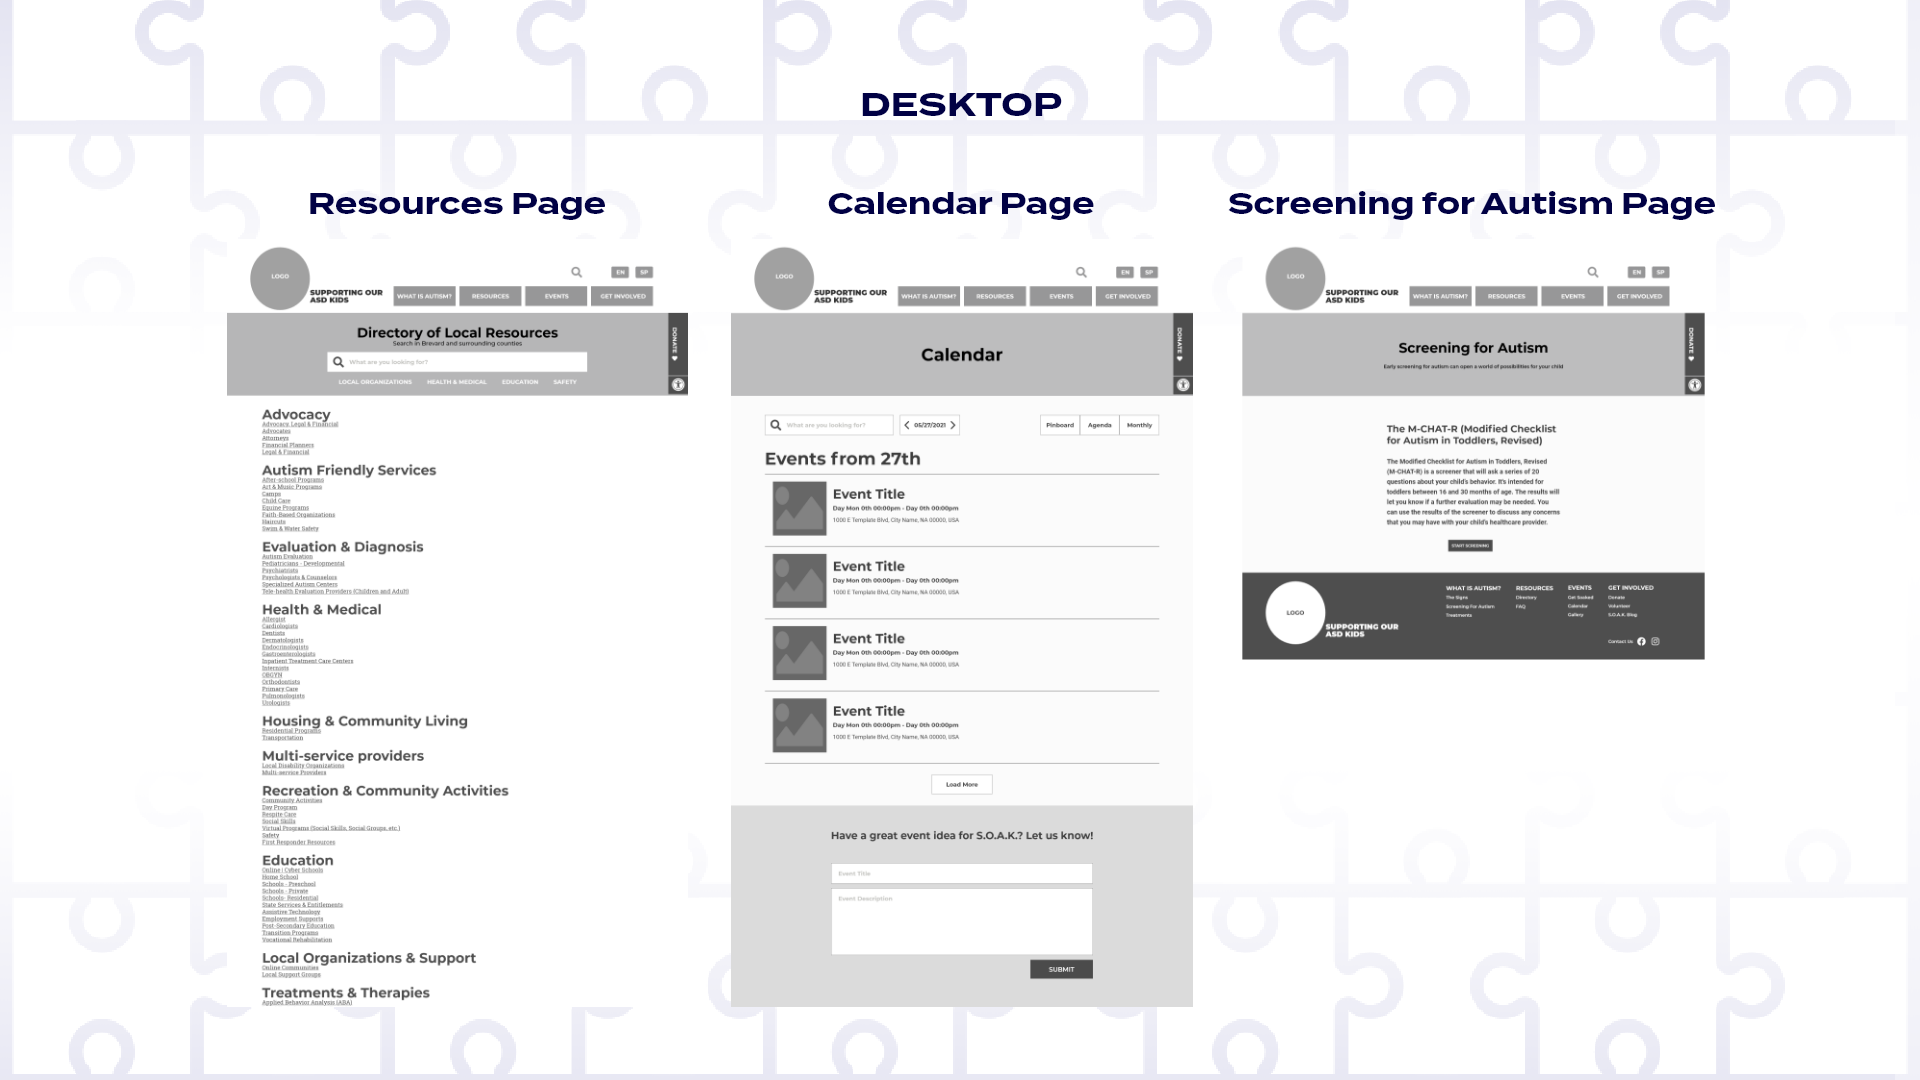 DESKTOP
Resources Page
LOGO
SUPPORTING OUR
ASD KIDS
EN SP
WHAT IS AUTISM? RESOURCES EVENTS GET INVOLVED
Directory of Local Resources
Search in Brevard and surrounding counties
What are you looking for?
LOCAL ORGANIZATIONS HEALTH & MEDICAL EDUCATION SAFETY
DONATE
Advocacy
Advocacy, Legal & Financial
Advocates
Attorneys
Financial Planners
Legal & Financial
Autism Friendly Services
After-school Programs
Art & Music Programs
Camps
Child Care
Equine Programs
Faith-Based Organizations
Haircuts
Swim & Water Safety
Evaluation & Diagnosis
Autism Evaluation
Pediatricians - Developmental
Psychiatrists
Psychologists & Counselors
Specialized Autism Centers
Tele-health Evaluation Providers (Children and Adult)
Health & Medical
Allergist
Cardiologists
Dentists
Dermatologists
Endocrinologists
Gastroenterologists
Inpatient Treatment Care Centers
Internists
OBGYN
Orthodontists
Primary Care
Pulmonologists
Urologists
Housing & Community Living
Residential Programs
Transportation
Multi-service providers
Local Disability Organizations
Multi-service Providers
Recreation & Community Activities
Community Activities
Day Program
Respite Care
Social Skills
Virtual Programs (Social Skills, Social Groups, etc.)
Safety
First Responder Resources
Education
Online | Cyber Schools
Home School
Schools - Preschool
Schools - Private
Schools- Residential
State Services & Entitlements
Assistive Technology
Employment Supports
Post-Secondary Education
Transition Programs
Vocational Rehabilitation
Local Organizations & Support
Online Communities
Local Support Groups
Treatments & Therapies
Applied Behavior Analysis (ABA)
Calendar Page
LOGO
SUPPORTING OUR
ASD KIDS
EN SP
WHAT IS AUTISM? RESOURCES EVENTS GET INVOLVED
Calendar
DONATE
What are you looking for? 05/27/2021 Pinboard Agenda Monthly
Events from 27th
Event Title
Day Mon 0th 00:00pm - Day 0th 00:00pm
1000 E Template Blvd, City Name, NA 00000, USA
Event Title
Day Mon 0th 00:00pm - Day 0th 00:00pm
1000 E Template Blvd, City Name, NA 00000, USA
Event Title
Day Mon 0th 00:00pm - Day 0th 00:00pm
1000 E Template Blvd, City Name, NA 00000, USA
Event Title
Day Mon 0th 00:00pm - Day 0th 00:00pm
1000 E Template Blvd, City Name, NA 00000, USA
Load More
Have a great event idea for S.O.A.K.? Let us know!
Event Title
Event Description
SUBMIT
Screening for Autism Page
LOGO
SUPPORTING OUR
ASD KIDS
EN SP
WHAT IS AUTISM? RESOURCES EVENTS GET INVOLVED
Screening for Autism
Early screening for autism can open a world of possibilities for your child
DONATE
The M-CHAT-R (Modified Checklist
for Autism in Toddlers, Revised)
The Modified Checklist for Autism in Toddlers, Revised
(M-CHAT-R) is a screener that will ask a series of 20
questions about your child's behavior. It's intended for
toddlers between 16 and 30 months of age. The results will
let you know if a further evaluation may be needed. You
can use the results of the screener to discuss any concerns
that you may have with your child's healthcare provider.
START SCREENING
LOGO
SUPPORTING OUR
ASD KIDS
WHAT IS AUTISM? RESOURCES EVENTS GET INVOLVED
The Signs Directory Get Soaked Donate
Screening For Autism FAQ Calendar Volunteer
Treatments Gallery S.O.A.K. Blog
Contact Us